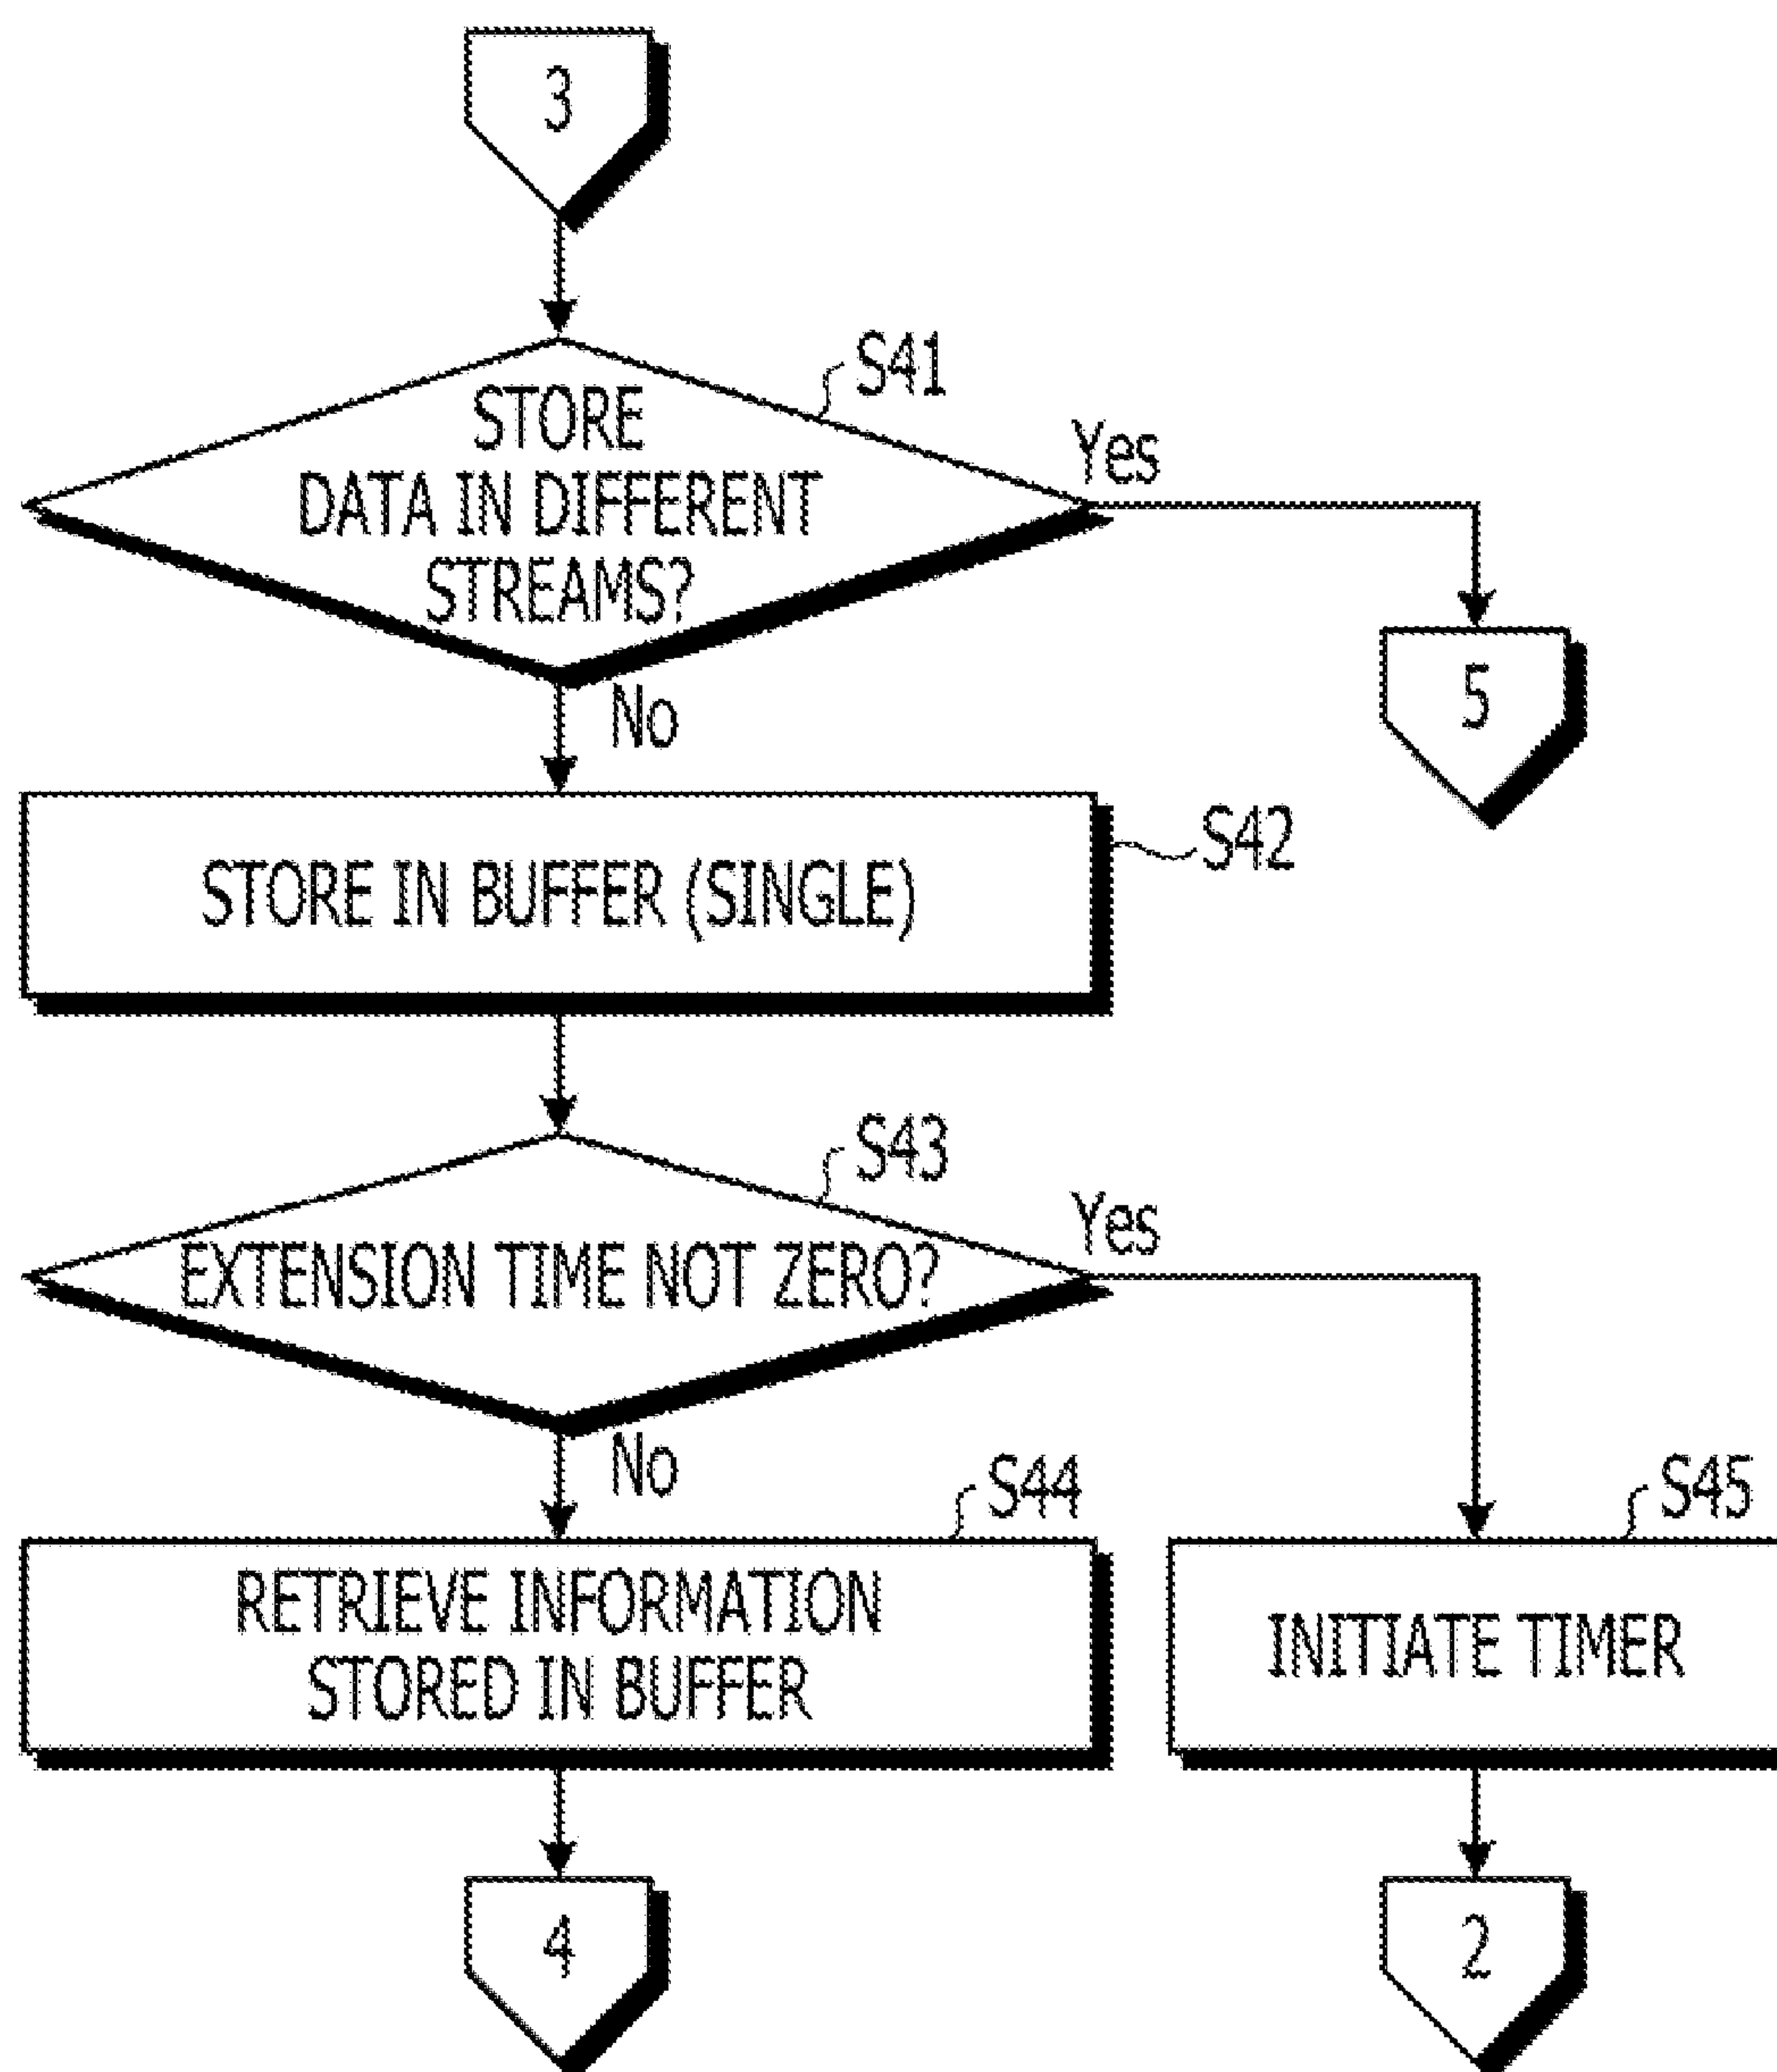 3
S41
STORE
DATA IN DIFFERENT
STREAMS?
Yes
5
No
STORE IN BUFFER (SINGLE)
S42
S43
EXTENSION TIME NOT ZERO?
Yes
No
S44
RETRIEVE INFORMATION
STORED IN BUFFER
S45
INITIATE TIMER
4
2